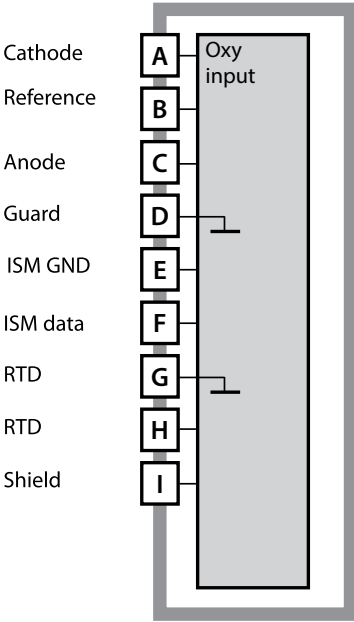 Cathode A
Oxy
input
Reference B
Anode C
Guard D
ISM GND E
ISM data F
RTD G
RTD H
Shield I